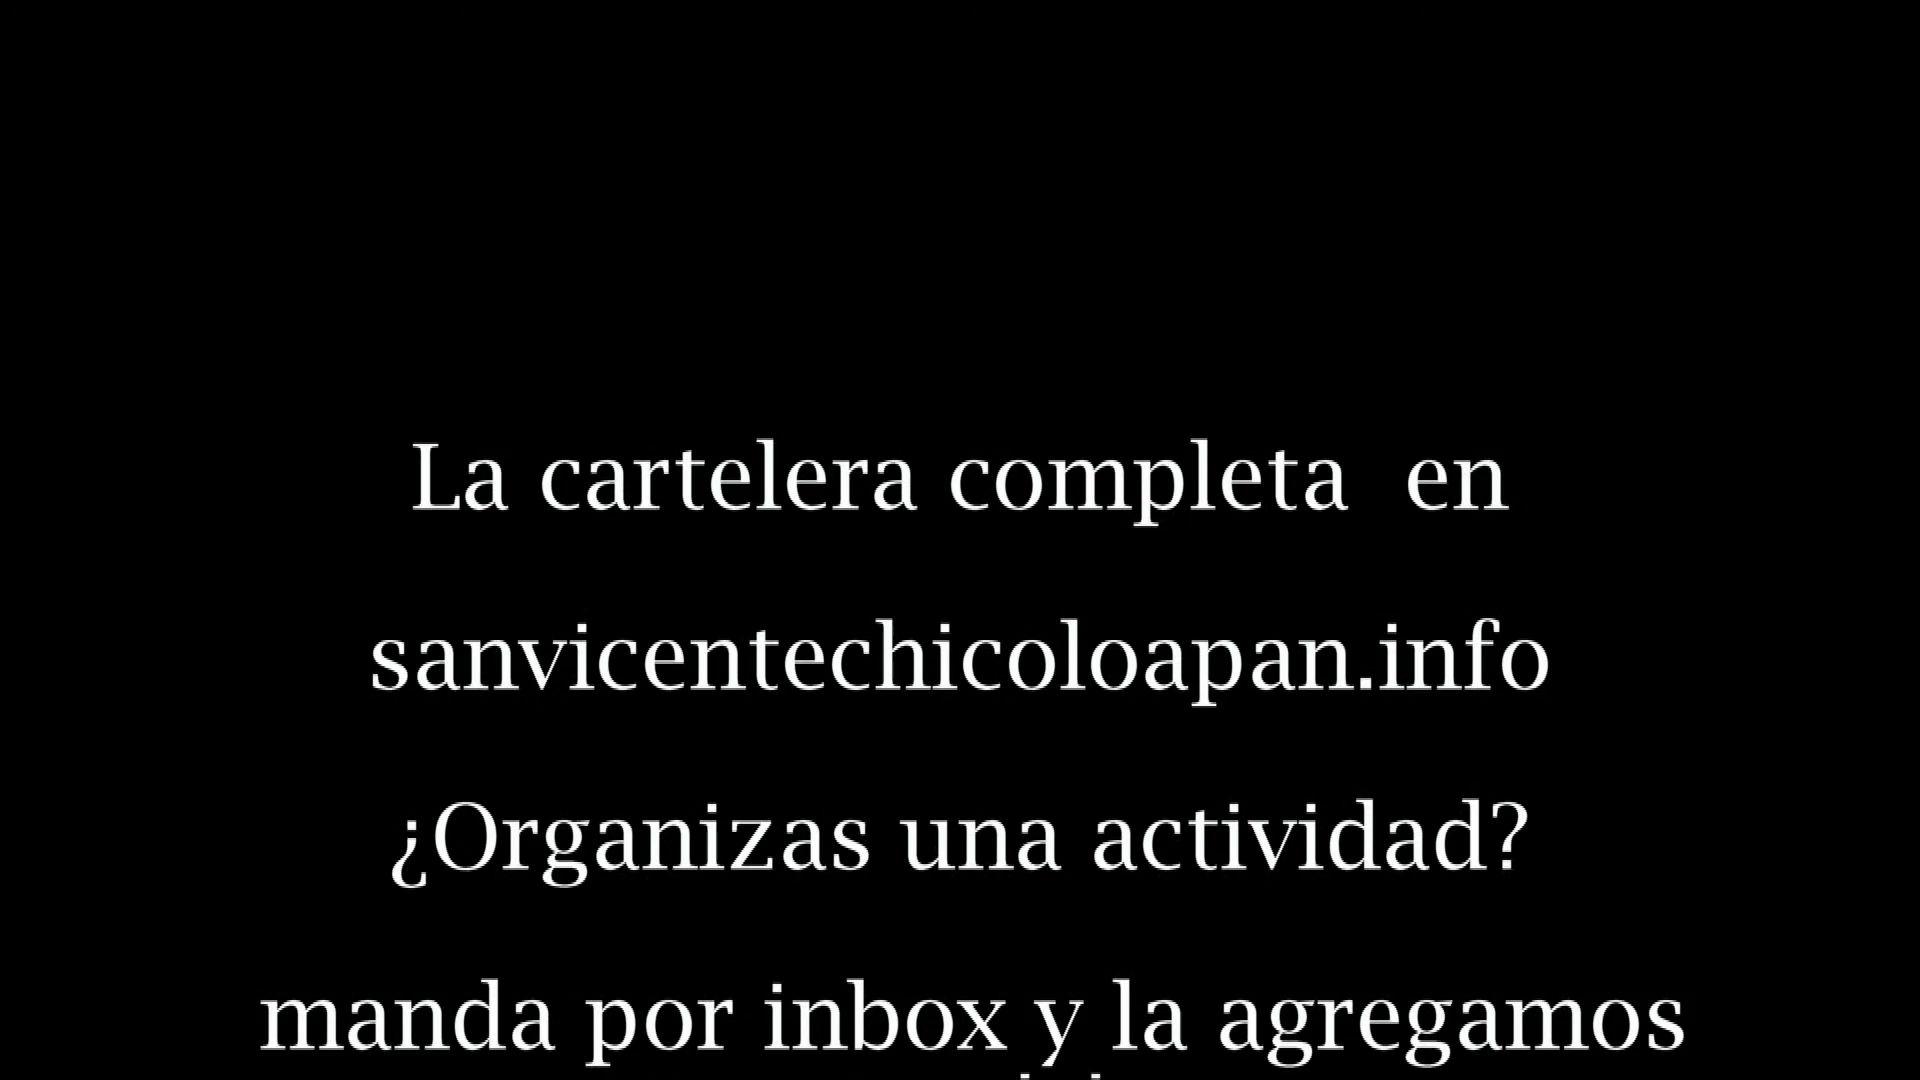 La cartelera completa  en
sanvicentechicoloapan.info
¿Organizas una actividad?
manda por inbox y la agregamos